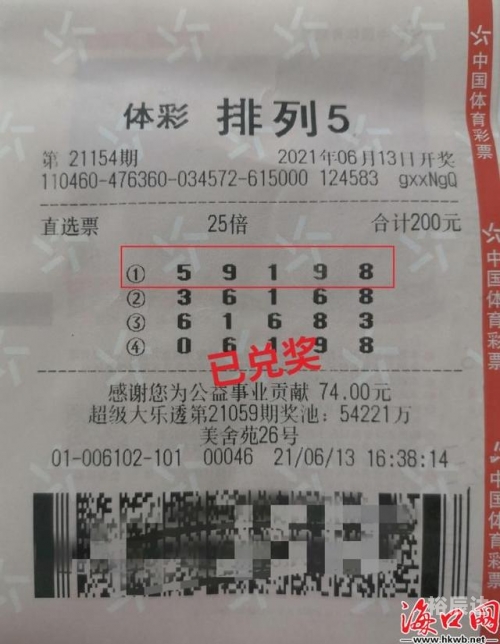 体彩 排列5
第 21154期 2021年06月13日开奖
110460-476360-034572-615000 124583 gxxNgQ
直选票 25倍 合计200元
① 5 9 1 9 8
② 3 6 1 6 8
③ 6 1 6 8 3
④ 0 6 1 9 8
已兑奖
感谢您为公益事业贡献 74.00元
超级大乐透第21059期奖池：54221万
美舍苑26号
01-006102-101 00046 21/06/13 16:38:14
中国体育彩票
中国体育彩票
中国体育
海口网
www.hkwb.net